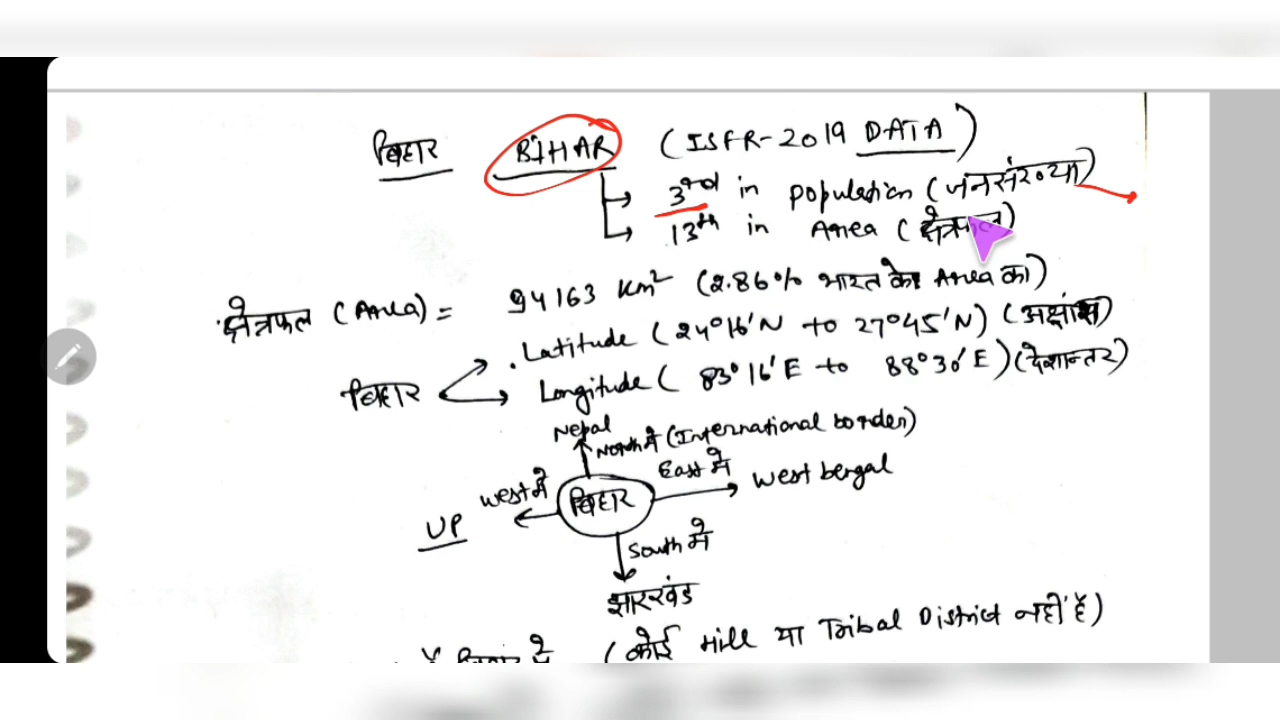 बिहार BIHAR (ISFR-2019 DATA)
3rd in population (जनसंख्या)
13th in Area (क्षेत्रफल)
क्षेत्रफल (Area) = 94163 Km² (2.86% भारत के Area का)
Latitude (24°16'N to 27°45'N) (अक्षांश)
बिहार
Longitude (83°16'E to 88°30'E) (देशान्तर)
Nepal
North में (International border)
East में West bengal
West में बिहार
UP
South में
झारखंड
(कोई Hill या Tribal District नहीं है)